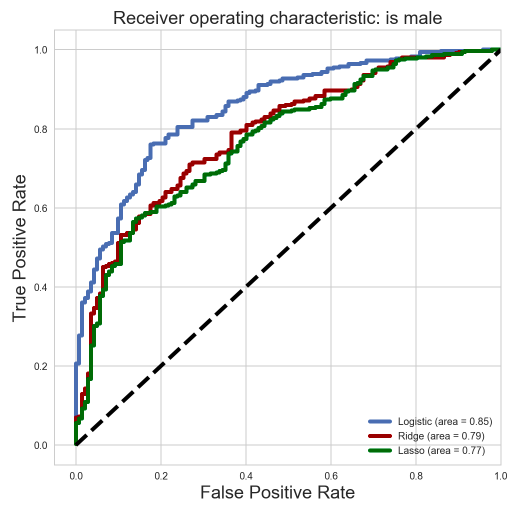 Receiver operating characteristic: is male
True Positive Rate
1.0
0.8
0.6
0.4
0.2
0.0
Logistic (area = 0.85)
Ridge (area = 0.79)
Lasso (area = 0.77)
0.0 0.2 0.4 0.6 0.8 1.0
False Positive Rate